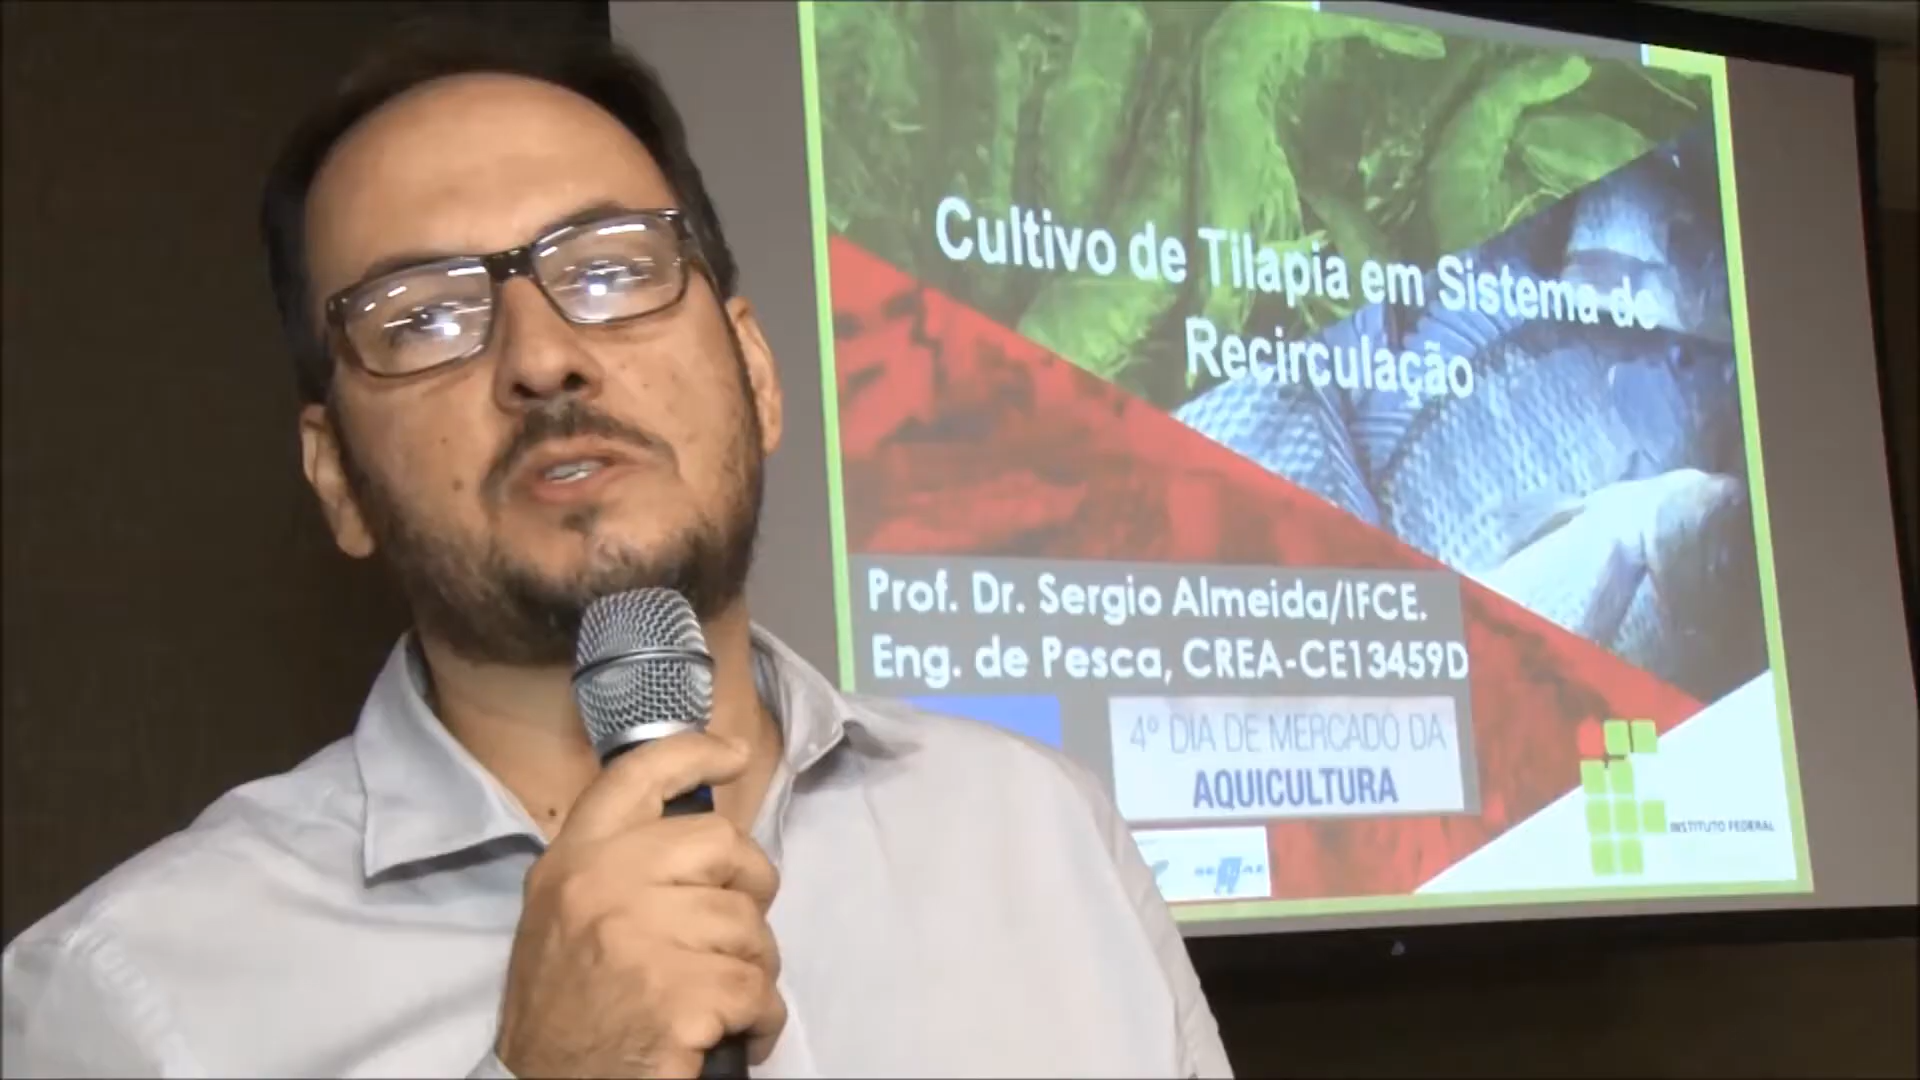 Cultivo de Tilapia em Sistema de
Recirculação
Prof. Dr. Sergio Almeida/IFCE.
Eng. de Pesca, CREA-CE13459D
4º DIA DE MERCADO DA
AQUICULTURA
SEBRAE
INSTITUTO FEDERAL